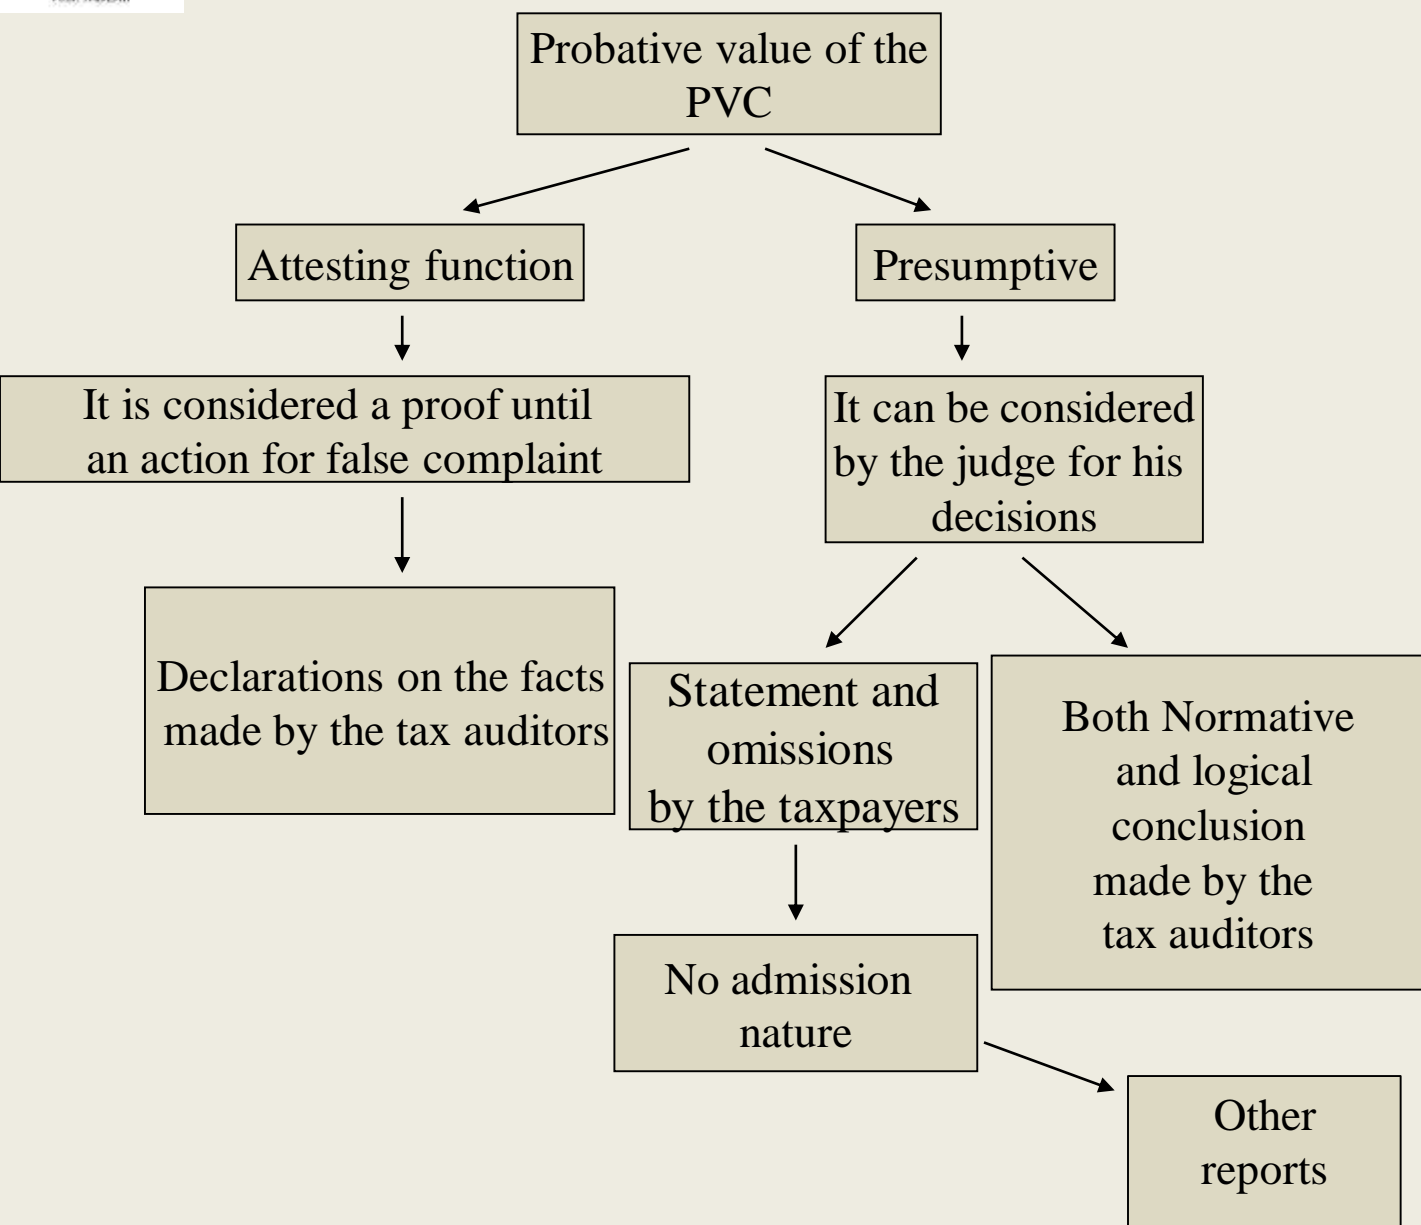 Probative value of the
PVC
Attesting function
Presumptive
It is considered a proof until
an action for false complaint
It can be considered
by the judge for his
decisions
Declarations on the facts
made by the tax auditors
Statement and
omissions
by the taxpayers
Both Normative
and logical
conclusion
made by the
tax auditors
No admission
nature
Other
reports